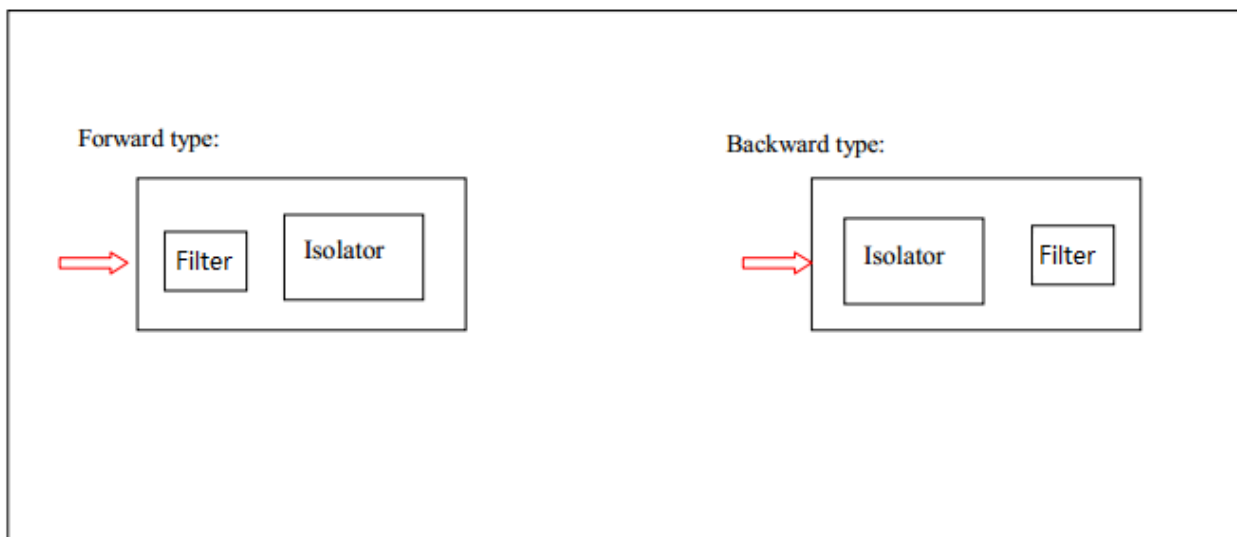 Forward type:
Filter
Isolator
Backward type:
Isolator
Filter